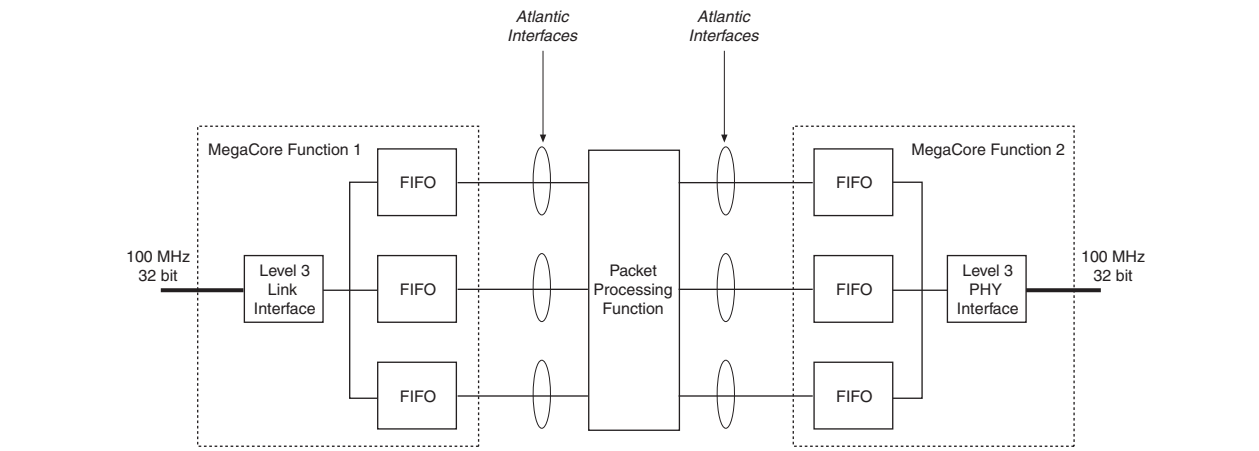 Atlantic
Interfaces
Atlantic
Interfaces
MegaCore Function 1
MegaCore Function 2
FIFO
FIFO
100 MHz
32 bit
Level 3
Link
Interface
FIFO
Packet
Processing
Function
FIFO
Level 3
PHY
Interface
100 MHz
32 bit
FIFO
FIFO